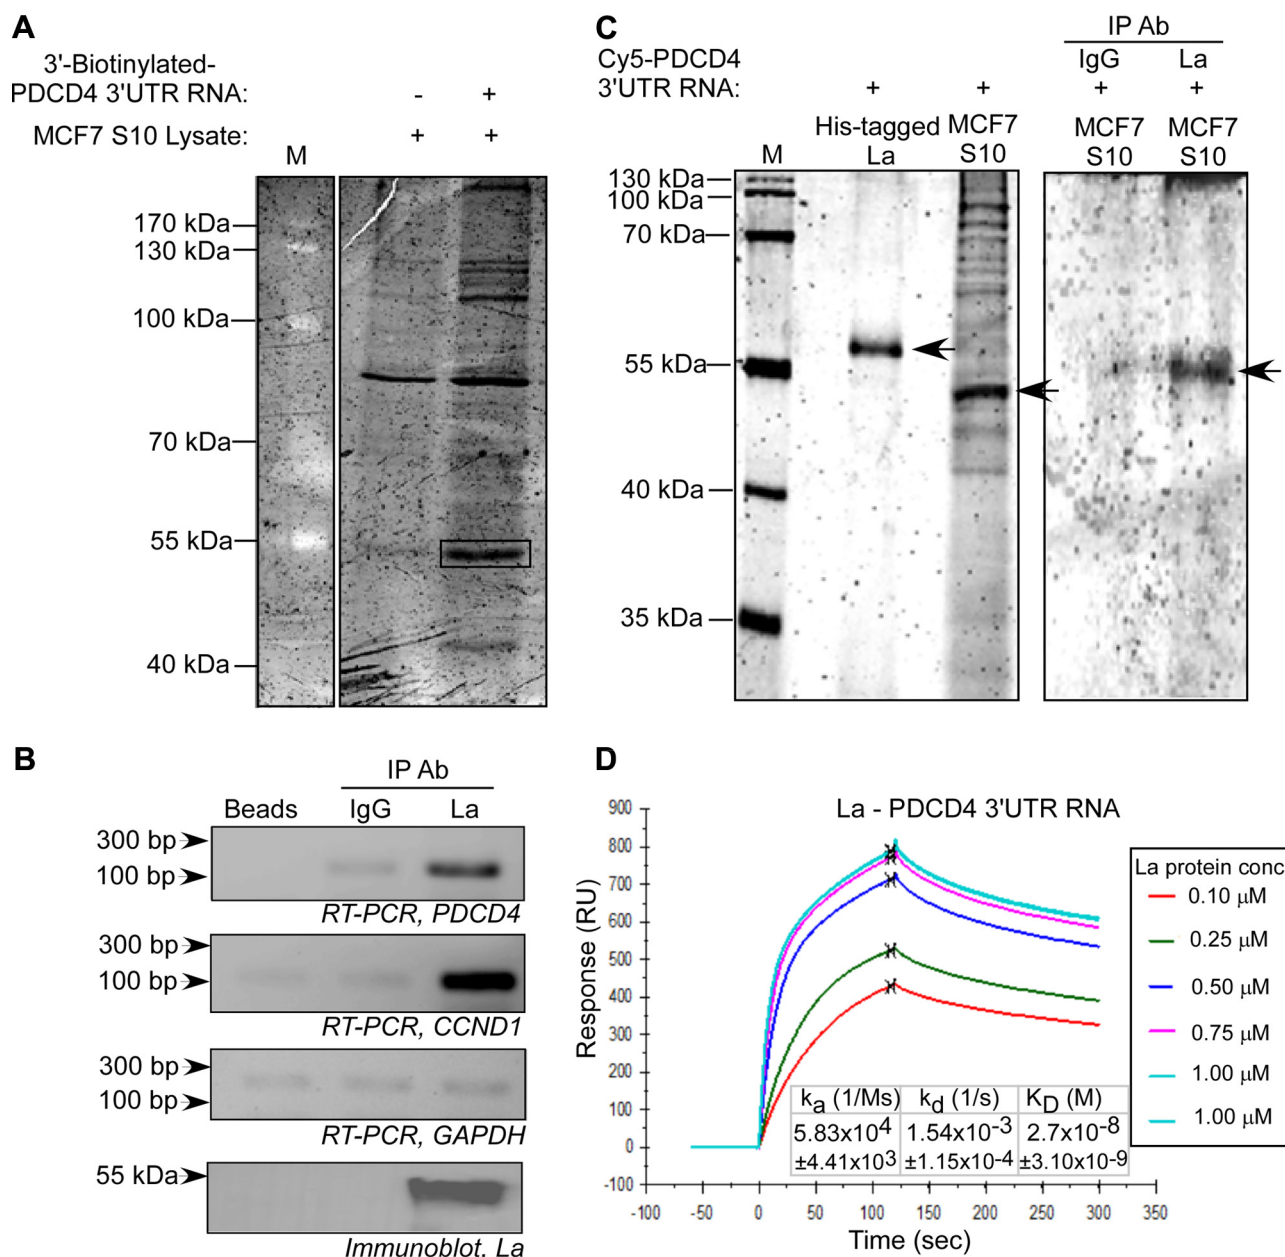 A
3'-Biotinylated-
PDCD4 3'UTR RNA: - +
MCF7 S10 Lysate: + +
M
170 kDa
130 kDa
100 kDa
70 kDa
55 kDa
40 kDa
B
IP Ab
Beads IgG La
300 bp
100 bp
RT-PCR, PDCD4
300 bp
100 bp
RT-PCR, CCND1
300 bp
100 bp
RT-PCR, GAPDH
55 kDa
Immunoblot, La
C
IP Ab
Cy5-PDCD4 IgG La
3'UTR RNA: + + + +
His-tagged MCF7 MCF7 MCF7
M La S10 S10 S10
130 kDa
100 kDa
70 kDa
55 kDa
40 kDa
35 kDa
D
La - PDCD4 3'UTR RNA
Response (RU)
900
800
700
600
500
400
300
200
100
0
-100
-100 -50 0 50 100 150 200 250 300 350
Time (sec)
ka (1/Ms) kd (1/s) KD (M)
5.83x10⁴ 1.54x10⁻³ 2.7x10⁻⁸
±4.41x10³ ±1.15x10⁻⁴ ±3.10x10⁻⁹
La protein conc
0.10 µM
0.25 µM
0.50 µM
0.75 µM
1.00 µM
1.00 µM